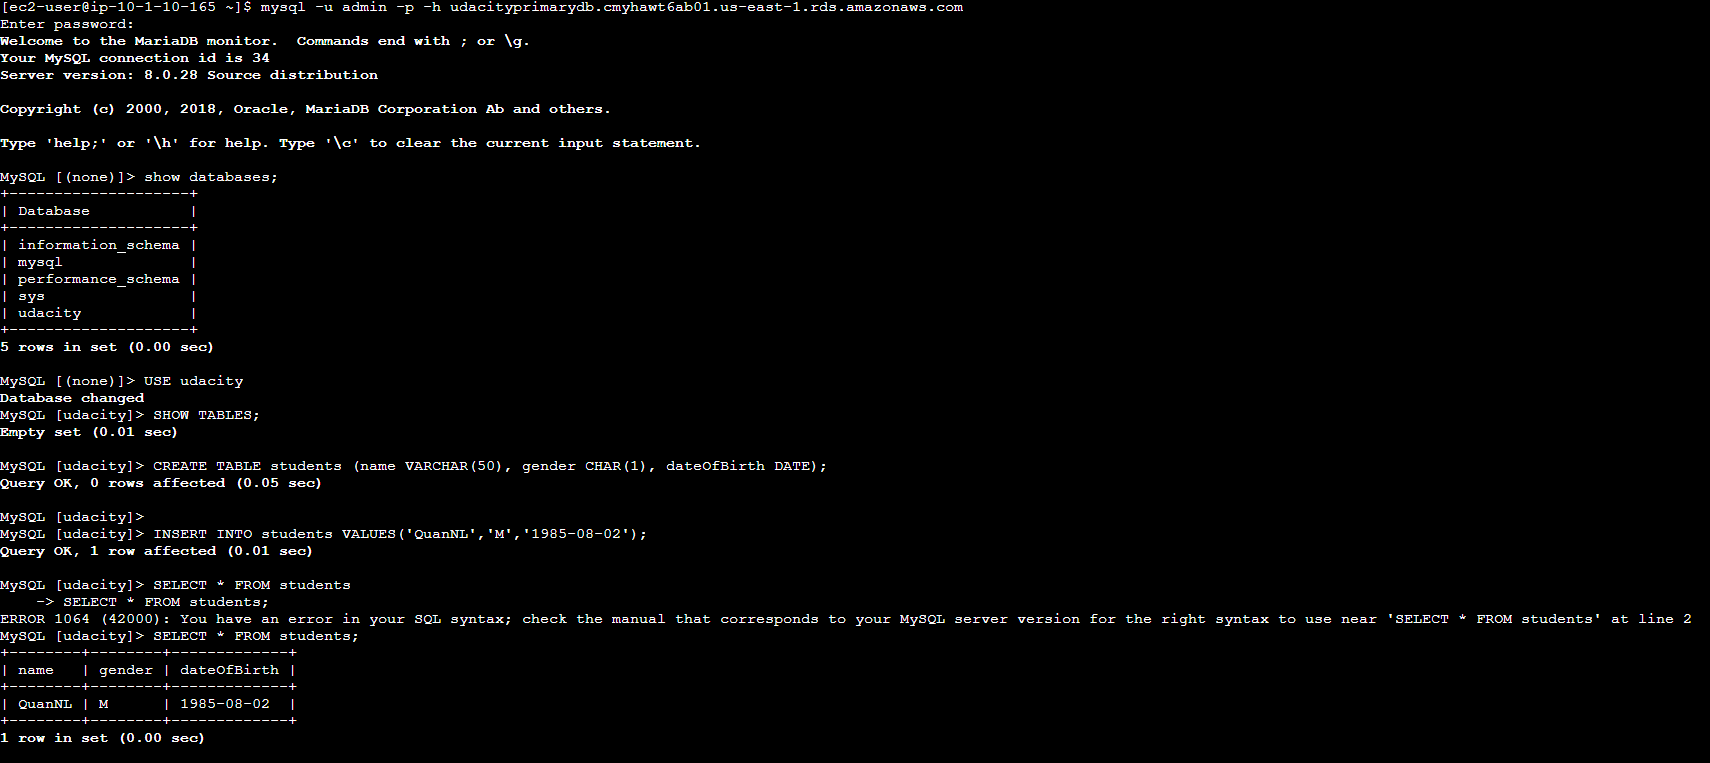 [ec2-user@ip-10-1-10-165 ~]$ mysql -u admin -p -h udacityprimarydb.cmyhawt6ab01.us-east-1.rds.amazonaws.com
Enter password:
Welcome to the MariaDB monitor.  Commands end with ; or \g.
Your MySQL connection id is 34
Server version: 8.0.28 Source distribution

Copyright (c) 2000, 2018, Oracle, MariaDB Corporation Ab and others.

Type 'help;' or '\h' for help. Type '\c' to clear the current input statement.

MySQL [(none)]> show databases;
+--------------------+
| Database           |
+--------------------+
| information_schema |
| mysql              |
| performance_schema |
| sys                |
| udacity            |
+--------------------+
5 rows in set (0.00 sec)

MySQL [(none)]> USE udacity
Database changed
MySQL [udacity]> SHOW TABLES;
Empty set (0.01 sec)

MySQL [udacity]> CREATE TABLE students (name VARCHAR(50), gender CHAR(1), dateOfBirth DATE);
Query OK, 0 rows affected (0.05 sec)

MySQL [udacity]>
MySQL [udacity]> INSERT INTO students VALUES('QuanNL','M','1985-08-02');
Query OK, 1 row affected (0.01 sec)

MySQL [udacity]> SELECT * FROM students
    -> SELECT * FROM students;
ERROR 1064 (42000): You have an error in your SQL syntax; check the manual that corresponds to your MySQL server version for the right syntax to use near 'SELECT * FROM students' at line 2
MySQL [udacity]> SELECT * FROM students;
+--------+--------+-------------+
| name   | gender | dateOfBirth |
+--------+--------+-------------+
| QuanNL | M      | 1985-08-02  |
+--------+--------+-------------+
1 row in set (0.00 sec)